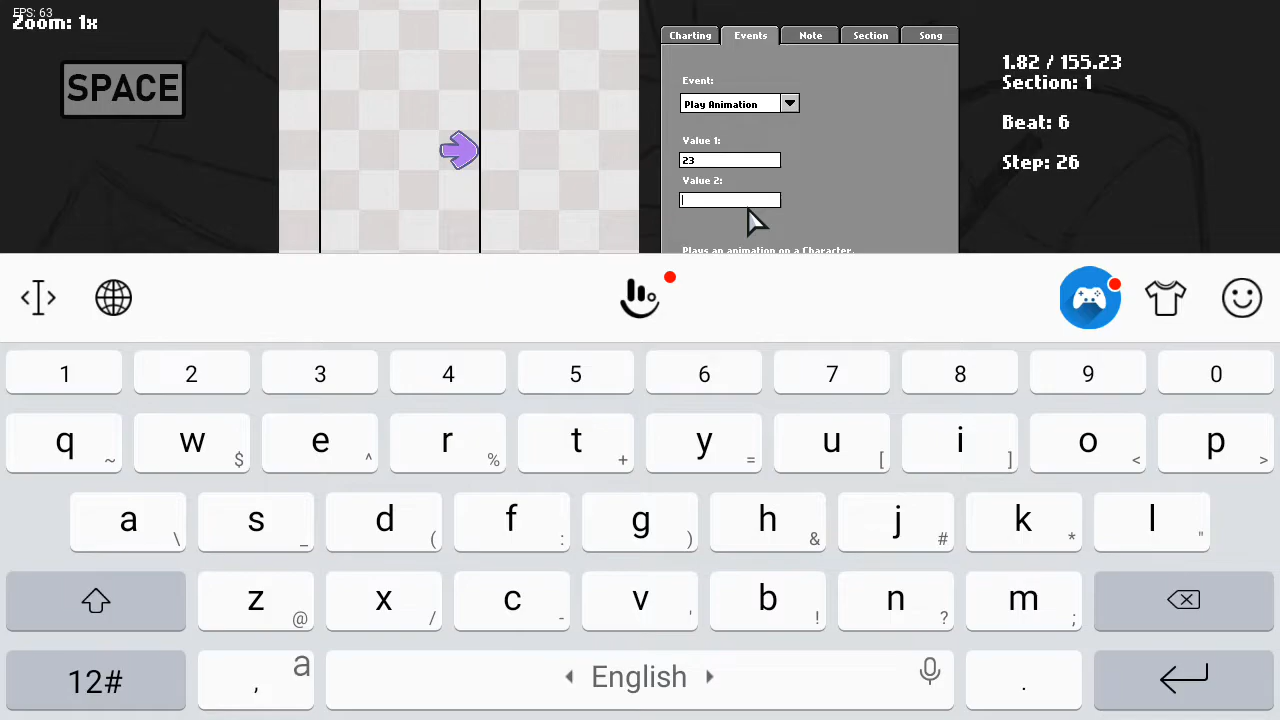 FPS: 63
Zoom: 1x
SPACE
Charting Events Note Section Song
Event:
Play Animation
Value 1:
23
Value 2:
Plays an animation on a Character,
1.82 / 155.23
Section: 1
Beat: 6
Step: 26
1 2 3 4 5 6 7 8 9 0
q ~ w $ e ^ r % t + y = u [ i ] o < p >
a \ s _ d ( f : g ) h & j # k * l "
z @ x / c - v ' b ! n ? m ;
12# , a English .